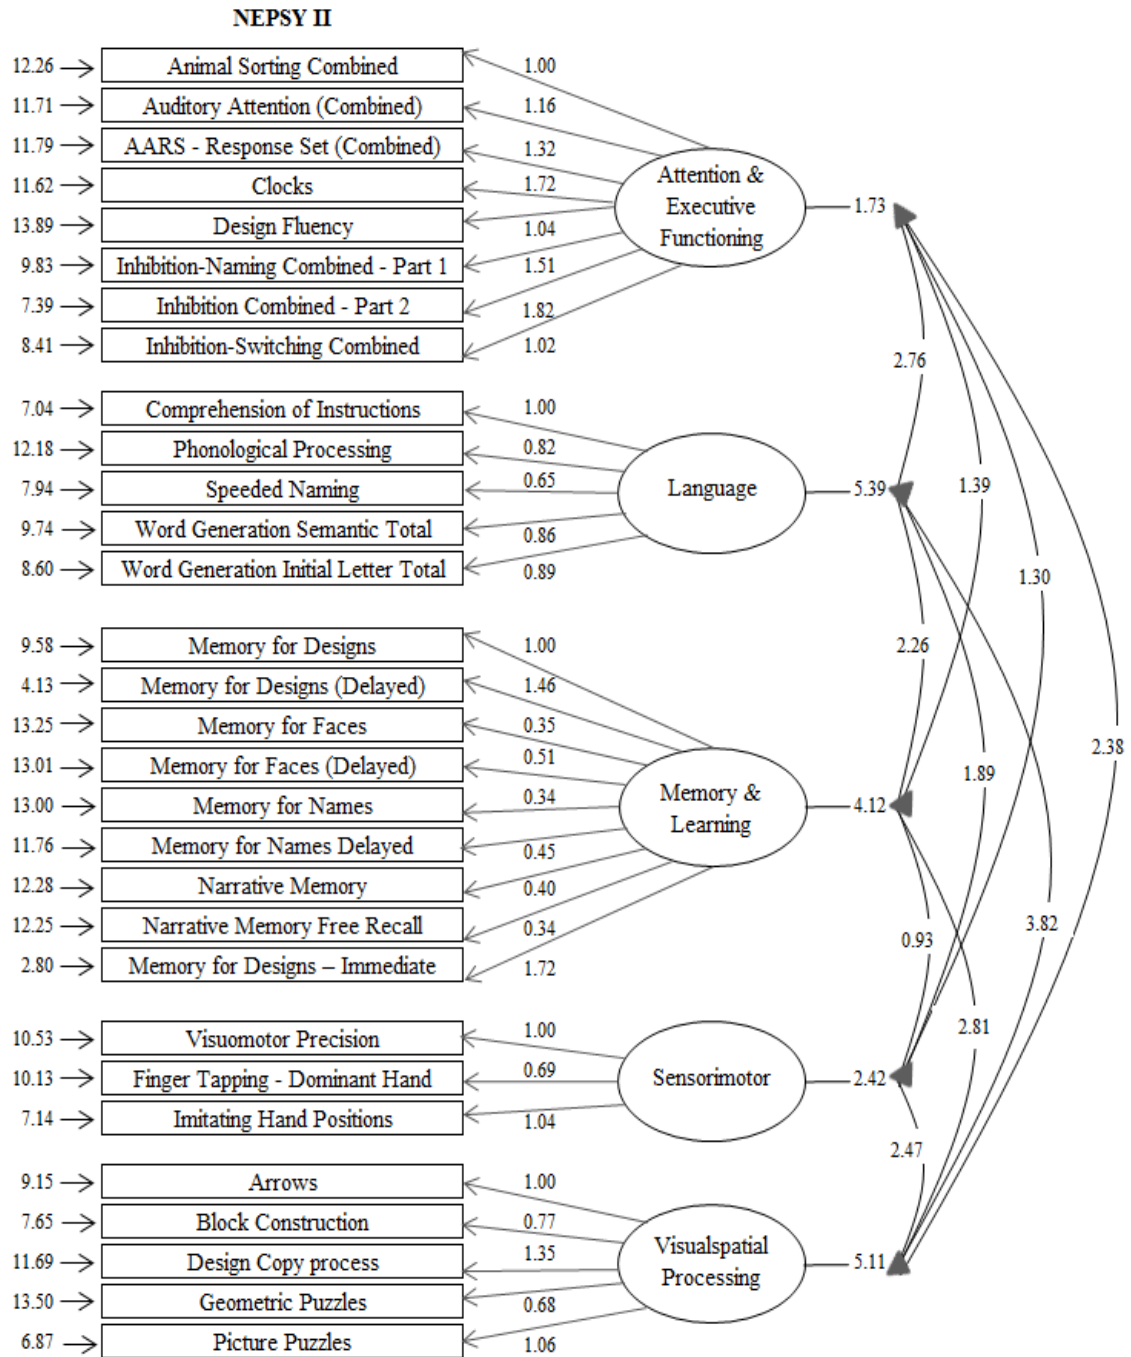 NEPSY II
12.26 Animal Sorting Combined 1.00
11.71 Auditory Attention (Combined) 1.16
11.79 AARS - Response Set (Combined) 1.32
11.62 Clocks 1.72
13.89 Design Fluency 1.04
9.83 Inhibition-Naming Combined - Part 1 1.51
7.39 Inhibition Combined - Part 2 1.82
8.41 Inhibition-Switching Combined 1.02
Attention &
Executive
Functioning
1.73
2.76
7.04 Comprehension of Instructions 1.00
12.18 Phonological Processing 0.82
7.94 Speeded Naming 0.65
9.74 Word Generation Semantic Total 0.86
8.60 Word Generation Initial Letter Total 0.89
Language
5.39
1.39
1.30
2.26
9.58 Memory for Designs 1.00
4.13 Memory for Designs (Delayed) 1.46
13.25 Memory for Faces 0.35
13.01 Memory for Faces (Delayed) 0.51
13.00 Memory for Names 0.34
11.76 Memory for Names Delayed 0.45
12.28 Narrative Memory 0.40
12.25 Narrative Memory Free Recall 0.34
2.80 Memory for Designs – Immediate 1.72
Memory &
Learning
4.12
2.38
1.89
3.82
0.93
2.81
10.53 Visuomotor Precision 1.00
10.13 Finger Tapping - Dominant Hand 0.69
7.14 Imitating Hand Positions 1.04
Sensorimotor
2.42
2.47
9.15 Arrows 1.00
7.65 Block Construction 0.77
11.69 Design Copy process 1.35
13.50 Geometric Puzzles 0.68
6.87 Picture Puzzles 1.06
Visualspatial
Processing
5.11